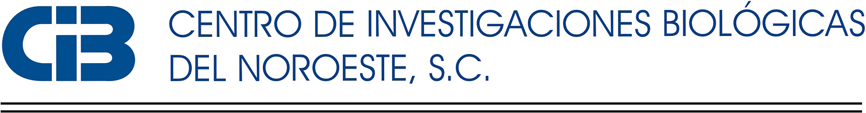 CIB
CENTRO DE INVESTIGACIONES BIOLÓGICAS
DEL NOROESTE, S.C.